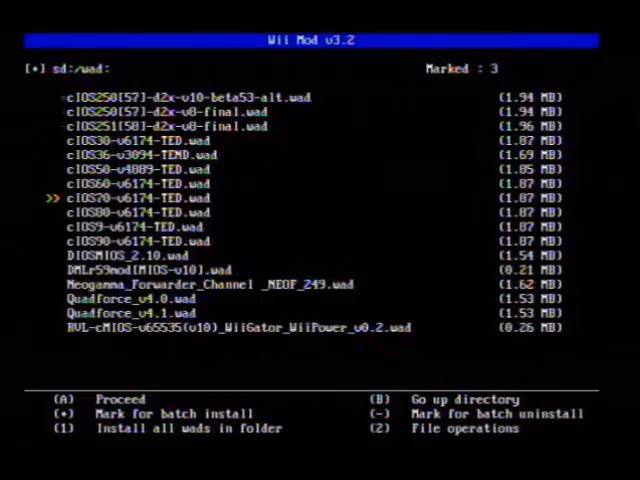 Wii Mod v3.2
[+] sd:/wad: Marked : 3
cIOS250[57]-d2x-v10-beta53-alt.wad (1.94 MB)
cIOS250[57]-d2x-v8-final.wad (1.94 MB)
cIOS251[58]-d2x-v8-final.wad (1.96 MB)
cIOS30-v6174-TED.wad (1.87 MB)
cIOS36-v3094-TEND.wad (1.69 MB)
cIOS50-v4889-TED.wad (1.85 MB)
cIOS60-v6174-TED.wad (1.87 MB)
>> cIOS70-v6174-TED.wad (1.87 MB)
cIOS80-v6174-TED.wad (1.87 MB)
cIOS9-v6174-TED.wad (1.87 MB)
cIOS90-v6174-TED.wad (1.87 MB)
DIOSMIOS_2.10.wad (1.54 MB)
DMLr59mod[MIOS-v10].wad (0.21 MB)
Neogamma_Forwarder_Channel _NEOF_249.wad (1.62 MB)
Quadforce_v4.0.wad (1.53 MB)
Quadforce_v4.1.wad (1.53 MB)
RVL-cMIOS-v65535(v10)_WiiGator_WiiPower_v0.2.wad (0.26 MB)
(A) Proceed (B) Go up directory
(+) Mark for batch install (-) Mark for batch uninstall
(1) Install all wads in folder (2) File operations